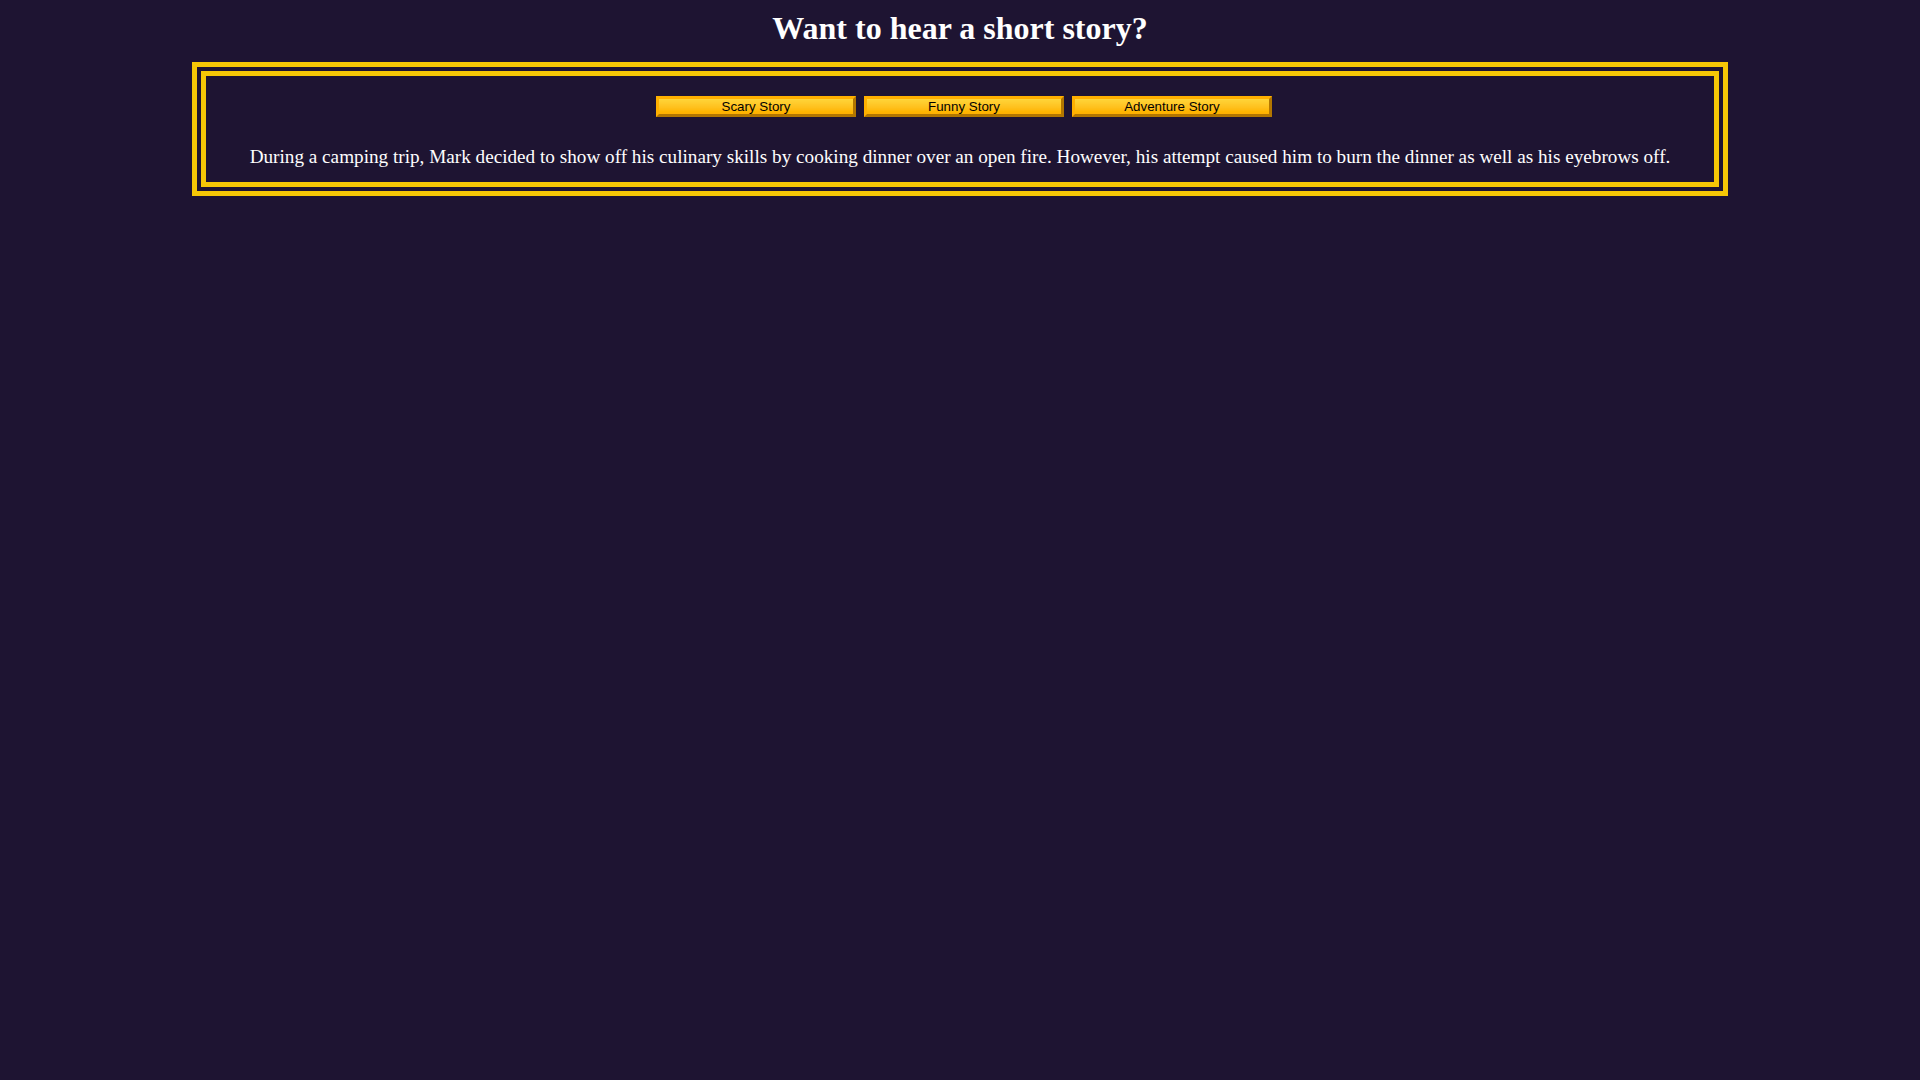 Want to hear a short story?
Scary Story
Funny Story
Adventure Story
During a camping trip, Mark decided to show off his culinary skills by cooking dinner over an open fire. However, his attempt caused him to burn the dinner as well as his eyebrows off.